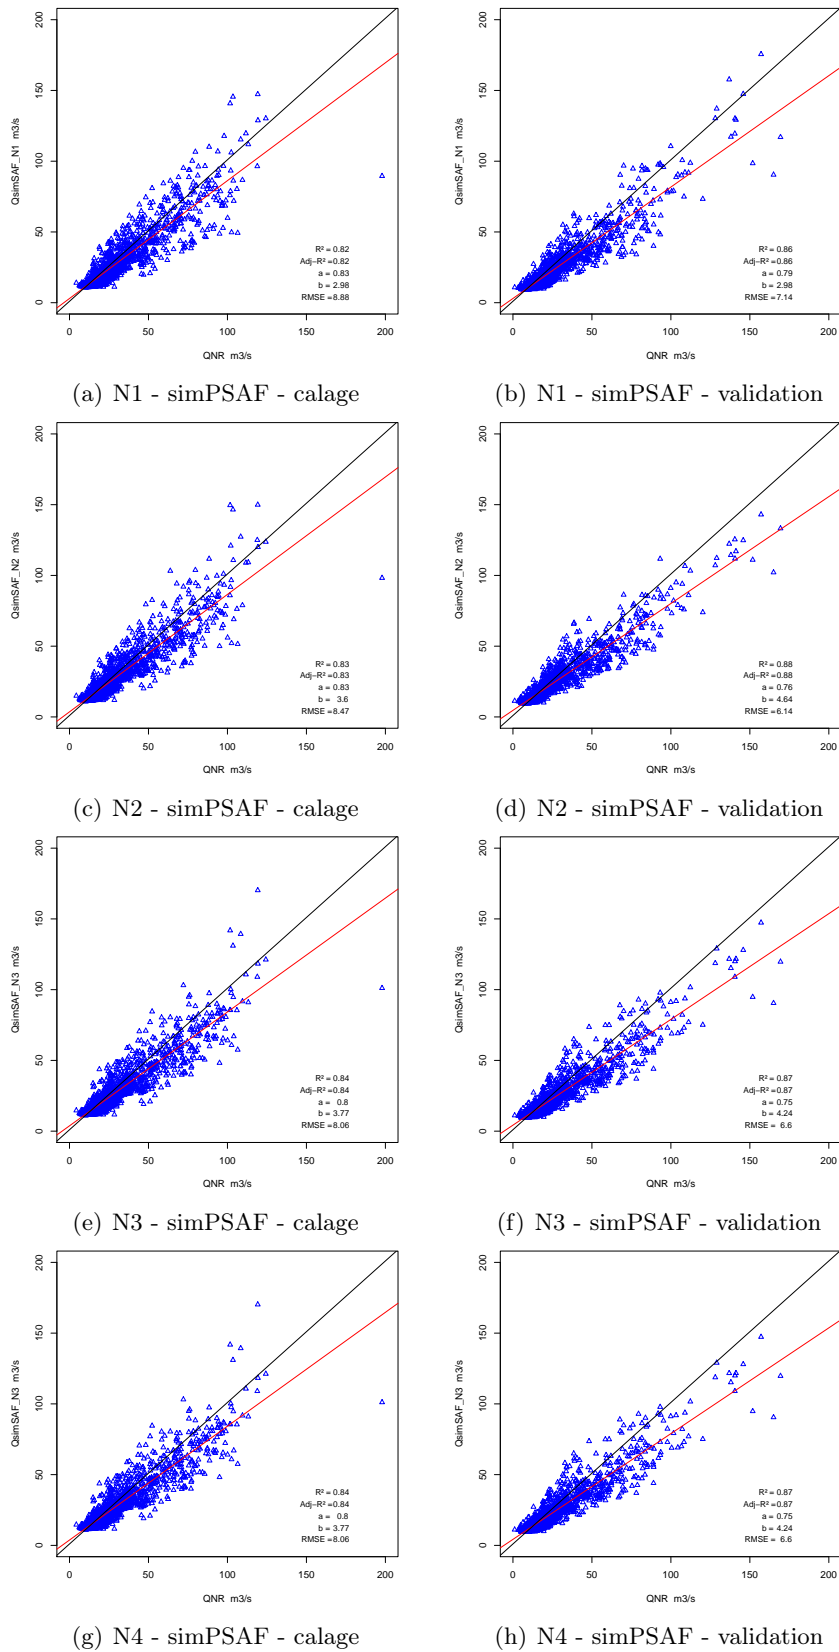 200
150
100
50
0
QsimSAF_N1 m3/s
R² = 0.82
Adj−R² =0.82
a = 0.83
b = 2.98
RMSE =8.88
0 50 100 150 200
QNR m3/s
(a) N1 - simPSAF - calage
200
150
100
50
0
QsimSAF_N1 m3/s
R² = 0.86
Adj−R² =0.86
a = 0.79
b = 2.98
RMSE =7.14
0 50 100 150 200
QNR m3/s
(b) N1 - simPSAF - validation
200
150
100
50
0
QsimSAF_N2 m3/s
R² = 0.83
Adj−R² =0.83
a = 0.83
b = 3.6
RMSE =8.47
0 50 100 150 200
QNR m3/s
(c) N2 - simPSAF - calage
200
150
100
50
0
QsimSAF_N2 m3/s
R² = 0.88
Adj−R² =0.88
a = 0.76
b = 4.64
RMSE =6.14
0 50 100 150 200
QNR m3/s
(d) N2 - simPSAF - validation
200
150
100
50
0
QsimSAF_N3 m3/s
R² = 0.84
Adj−R² =0.84
a = 0.8
b = 3.77
RMSE =8.06
0 50 100 150 200
QNR m3/s
(e) N3 - simPSAF - calage
200
150
100
50
0
QsimSAF_N3 m3/s
R² = 0.87
Adj−R² =0.87
a = 0.75
b = 4.24
RMSE = 6.6
0 50 100 150 200
QNR m3/s
(f) N3 - simPSAF - validation
200
150
100
50
0
QsimSAF_N3 m3/s
R² = 0.84
Adj−R² =0.84
a = 0.8
b = 3.77
RMSE =8.06
0 50 100 150 200
QNR m3/s
(g) N4 - simPSAF - calage
200
150
100
50
0
QsimSAF_N3 m3/s
R² = 0.87
Adj−R² =0.87
a = 0.75
b = 4.24
RMSE = 6.6
0 50 100 150 200
QNR m3/s
(h) N4 - simPSAF - validation